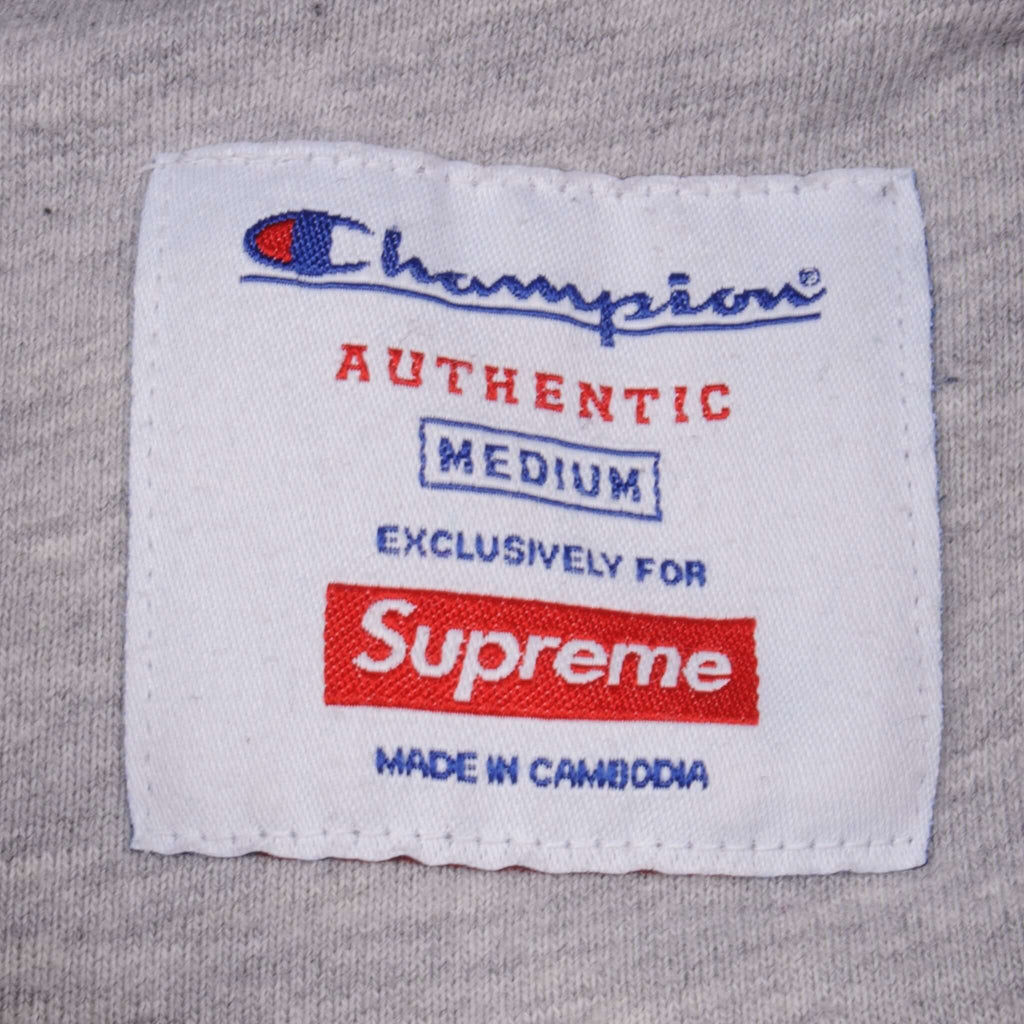 Champion®
AUTHENTIC
MEDIUM
EXCLUSIVELY FOR
Supreme
MADE IN CAMBODIA